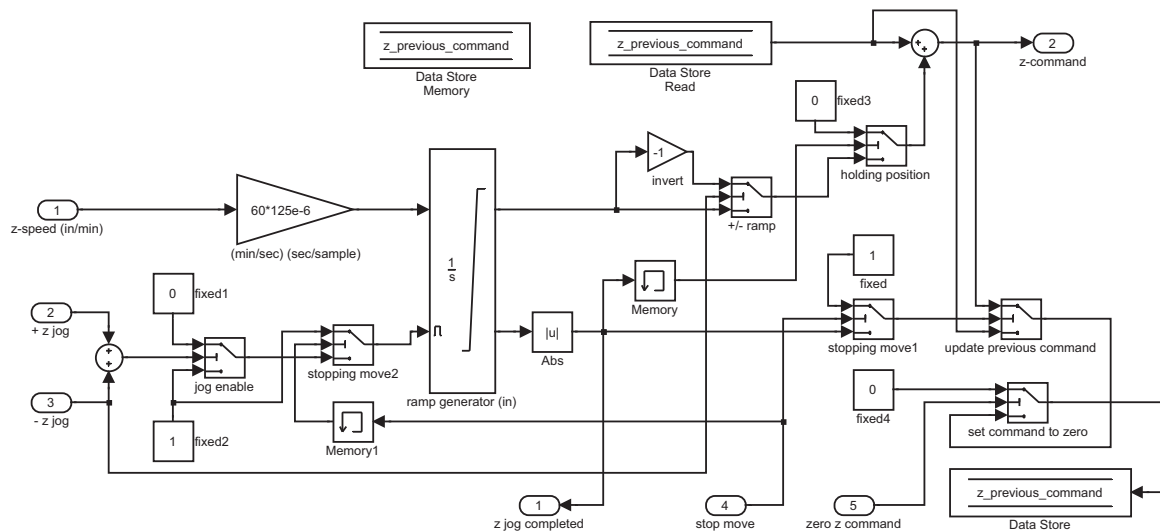 z_previous_command
Data Store
Memory
z_previous_command
Data Store
Read
+
+
2
z-command
0
fixed3
holding position
-1
invert
+/- ramp
1
z-speed (in/min)
60*125e-6
(min/sec) (sec/sample)
1
s
ramp generator (in)
0
fixed1
2
+ z jog
+
+
3
- z jog
jog enable
1
fixed2
stopping move2
Memory1
|u|
Abs
Memory
1
fixed
stopping move1
update previous command
0
fixed4
set command to zero
1
z jog completed
4
stop move
5
zero z command
z_previous_command
Data Store